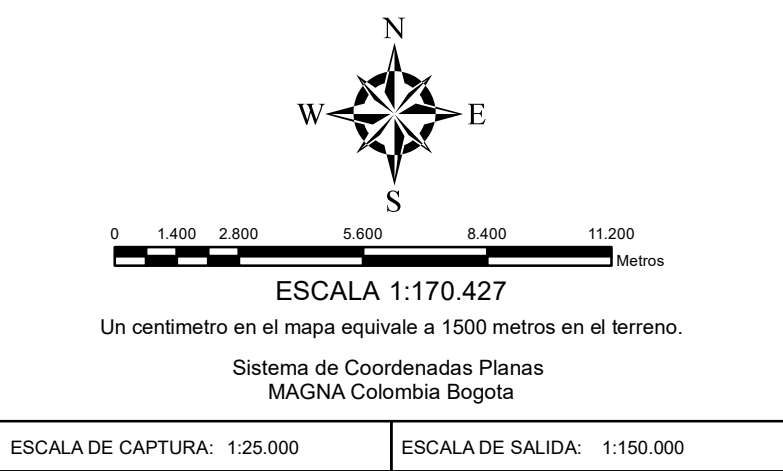 N
W E
S
0 1.400 2.800 5.600 8.400 11.200
Metros
ESCALA 1:170.427
Un centimetro en el mapa equivale a 1500 metros en el terreno.
Sistema de Coordenadas Planas
MAGNA Colombia Bogota
ESCALA DE CAPTURA: 1:25.000 ESCALA DE SALIDA: 1:150.000